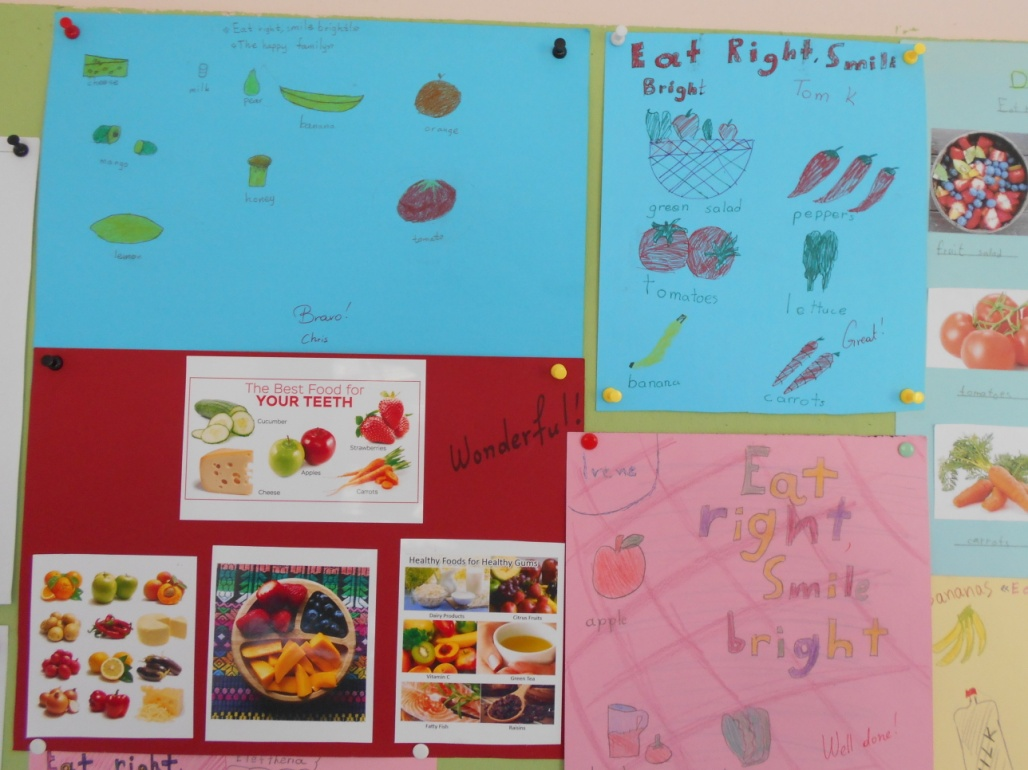 Eat right, smile brightly
The happy family
cheese
milk
pear
banana
orange
mango
honey
lemon
tomato
Bravo!
Chris
Eat Right, Smile
Bright
Tom K
green salad
peppers
tomatoes
lettuce
Great!
banana
carrots
fruit salad
tomatoes
carrots
The Best Food for
YOUR TEETH
Cucumber
Strawberries
Apples
Cheese
Carrots
Wonderful!!
Healthy Foods for Healthy Gums
Dairy Products
Citrus Fruits
Vitamin C
Green Tea
Fatty Fish
Raisins
Irene
Eat
right,
Smile
bright
apple
Well done!
ananas
MILK
Eat right,
Eleftheria